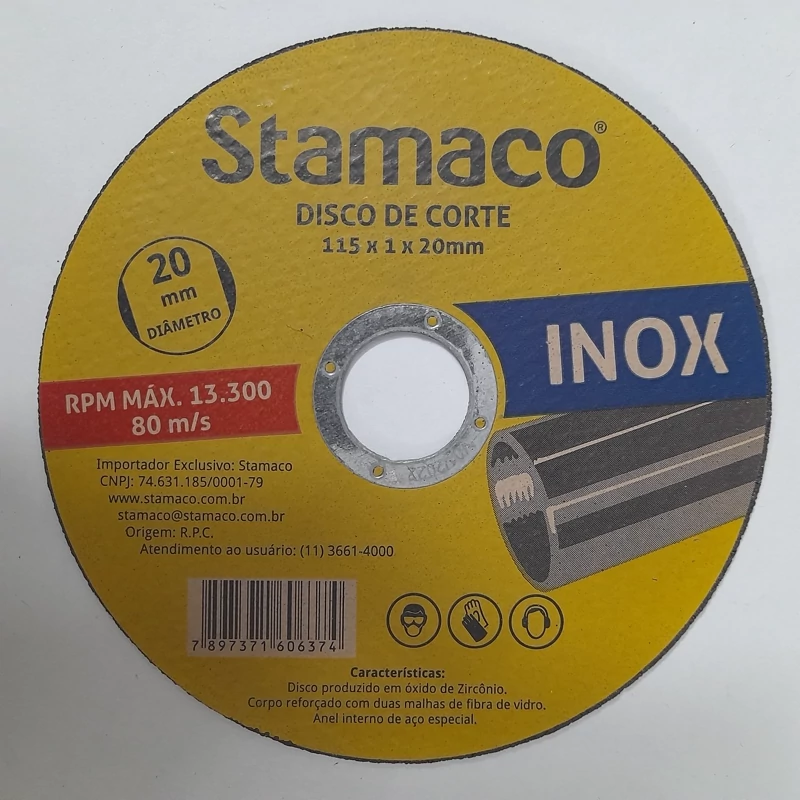 Stamaco®
DISCO DE CORTE
115 x 1 x 20mm
20
mm
DIÂMETRO
INOX
RPM MÁX. 13.300
80 m/s
Importador Exclusivo: Stamaco
CNPJ: 74.631.185/0001-79
www.stamaco.com.br
stamaco@stamaco.com.br
Origem: R.P.C.
Atendimento ao usuário: (11) 3661-4000
7 897371 606374
Características:
Disco produzido em óxido de Zircônio.
Corpo reforçado com duas malhas de fibra de vidro.
Anel interno de aço especial.